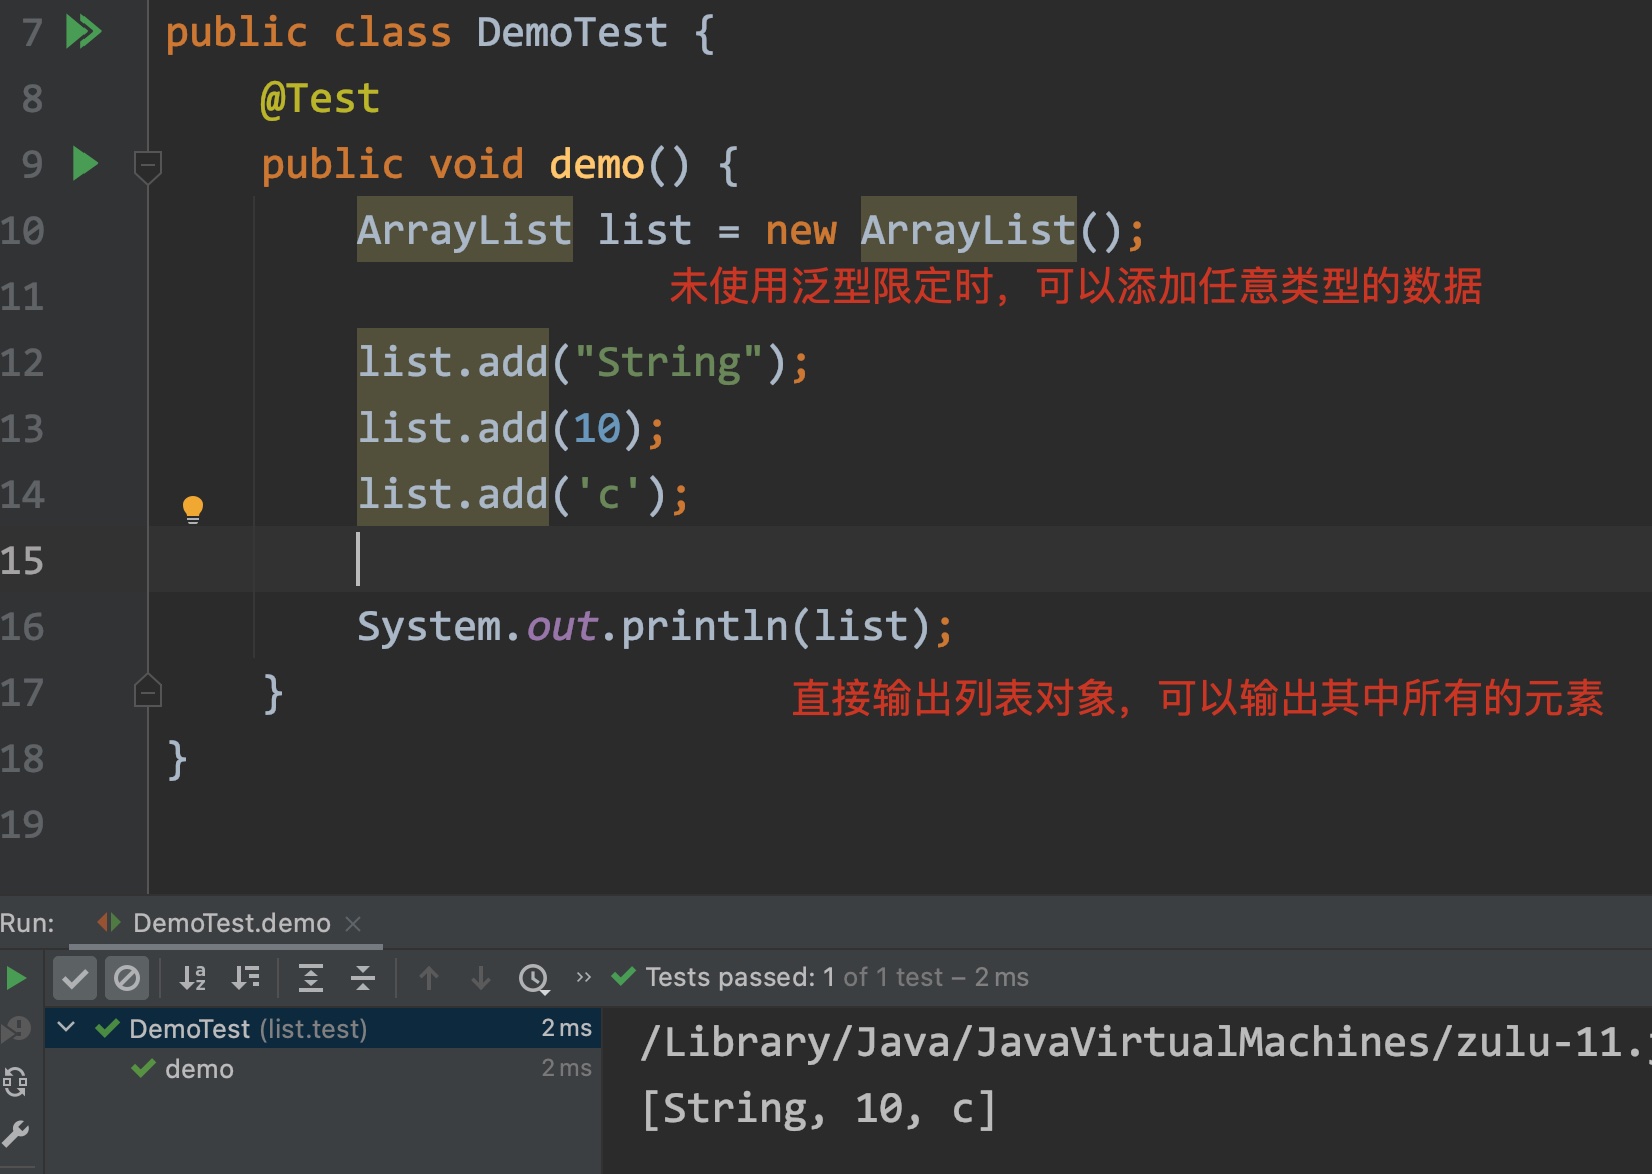 7 public class DemoTest {
8 @Test
9 public void demo() {
10 ArrayList list = new ArrayList();
11 未使用泛型限定时，可以添加任意类型的数据
12 list.add("String");
13 list.add(10);
14 list.add('c');
15
16 System.out.println(list);
17 } 直接输出列表对象，可以输出其中所有的元素
18 }
19
Run: DemoTest.demo
Tests passed: 1 of 1 test – 2 ms
DemoTest (list.test) 2 ms
demo 2 ms
/Library/Java/JavaVirtualMachines/zulu-11.
[String, 10, c]